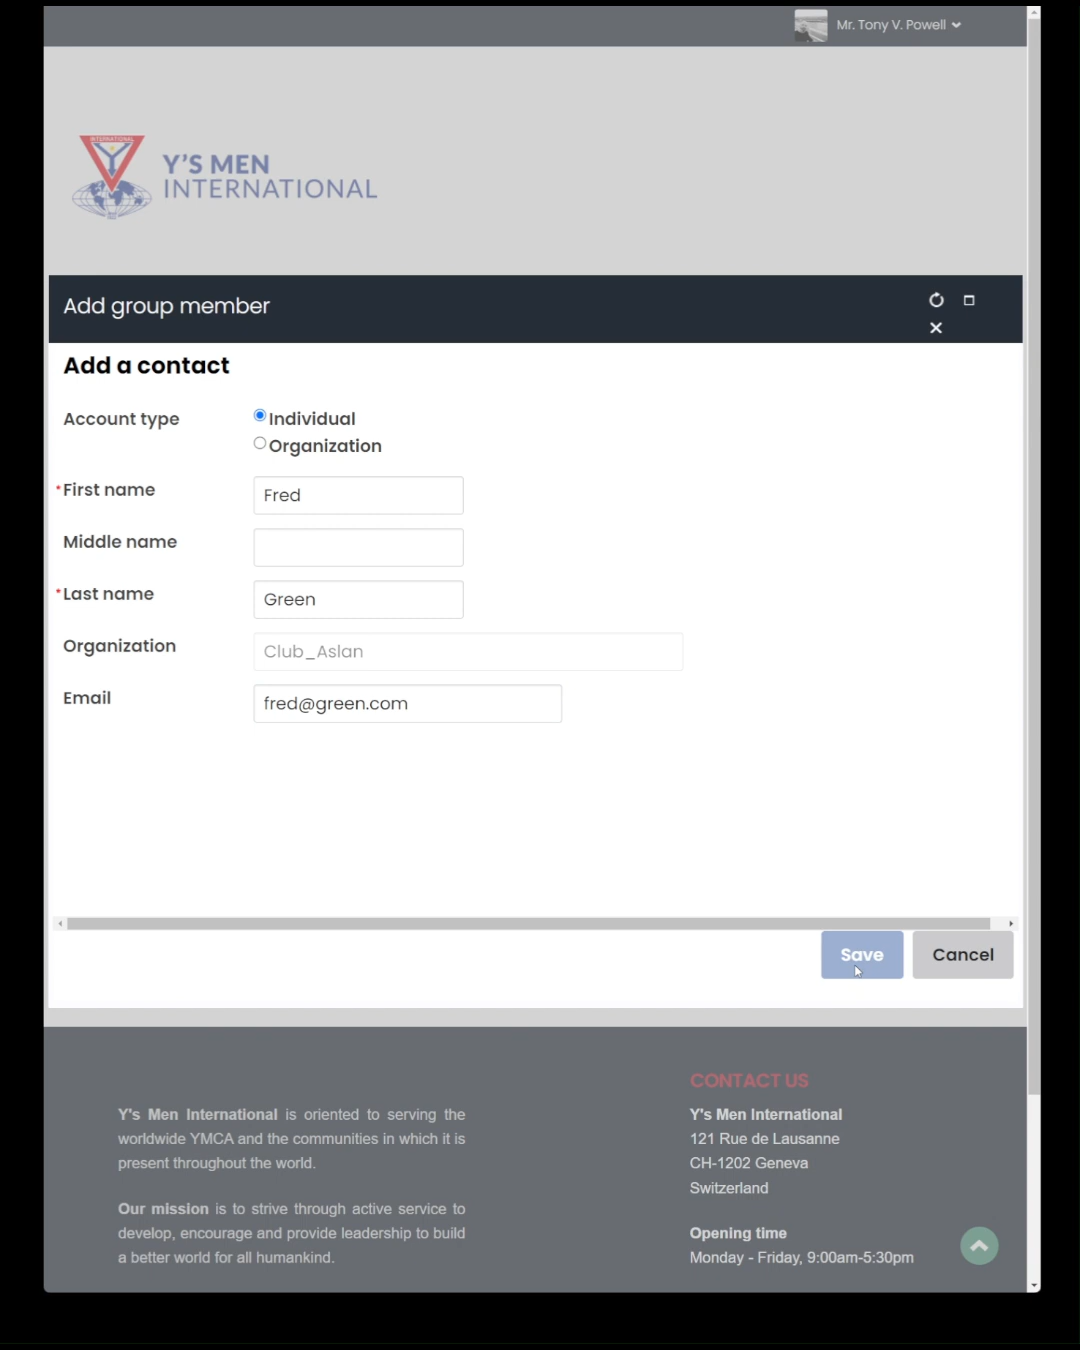 Mr. Tony V. Powell
INTERNATIONAL
Y'S MEN
INTERNATIONAL
Add group member
Add a contact
Account type
Individual
Organization
*First name
Fred
Middle name
*Last name
Green
Organization
Club_Aslan
Email
fred@green.com
Save
Cancel
Y's Men International is oriented to serving the
worldwide YMCA and the communities in which it is
present throughout the world.
Our mission is to strive through active service to
develop, encourage and provide leadership to build
a better world for all humankind.
CONTACT US
Y's Men International
121 Rue de Lausanne
CH-1202 Geneva
Switzerland
Opening time
Monday - Friday, 9:00am-5:30pm